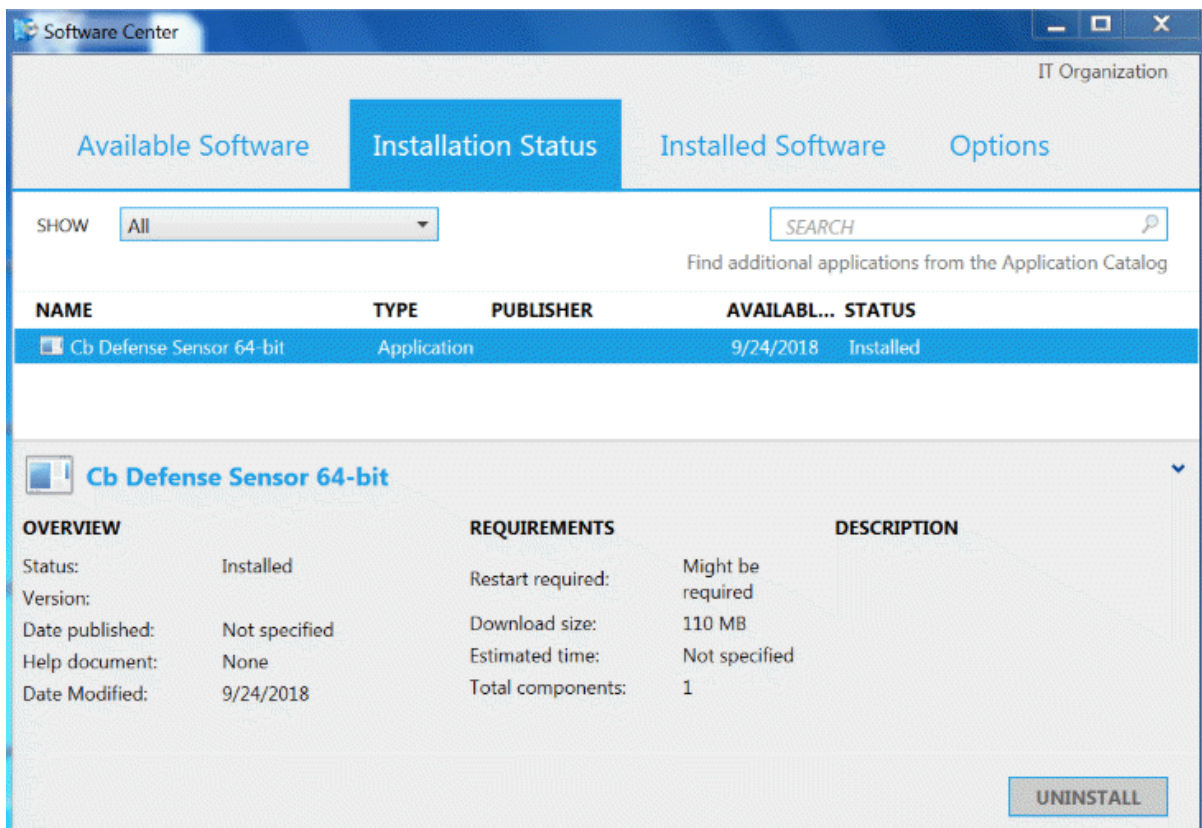 Software Center
IT Organization
Available Software Installation Status Installed Software Options
SHOW All SEARCH
Find additional applications from the Application Catalog
NAME TYPE PUBLISHER AVAILABL... STATUS
Cb Defense Sensor 64-bit Application 9/24/2018 Installed
Cb Defense Sensor 64-bit
OVERVIEW REQUIREMENTS DESCRIPTION
Status: Installed
Version:
Date published: Not specified
Help document: None
Date Modified: 9/24/2018
Restart required: Might be
required
Download size: 110 MB
Estimated time: Not specified
Total components: 1
UNINSTALL